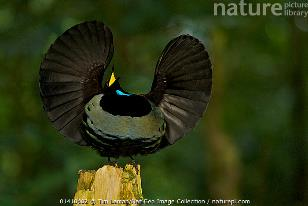 nature
PICTURE
LIBRARY
© Tim Laman/Nat Geo Image Collection / naturepl.com